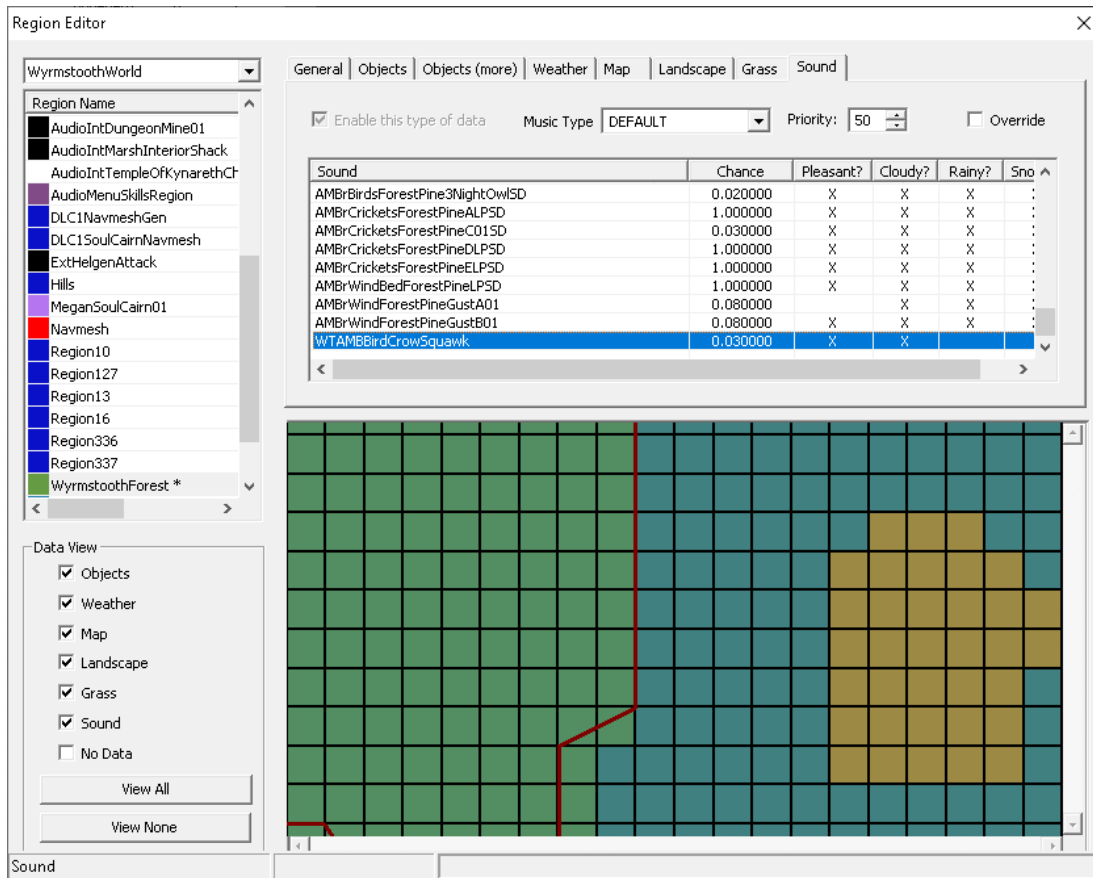 Region Editor
WyrmstoothWorld
Region Name
AudioIntDungeonMine01
AudioIntMarshInteriorShack
AudioIntTempleOfKynarethCh
AudioMenuSkillsRegion
DLC1NavmeshGen
DLC1SoulCairnNavmesh
ExtHelgenAttack
Hills
MeganSoulCairn01
Navmesh
Region10
Region127
Region13
Region16
Region336
Region337
WyrmstoothForest *
Data View
Objects
Weather
Map
Landscape
Grass
Sound
No Data
View All
View None
General Objects Objects (more) Weather Map Landscape Grass Sound
Enable this type of data Music Type DEFAULT Priority: 50 Override
Sound Chance Pleasant? Cloudy? Rainy? Sno
AMBrBirdsForestPine3NightOwlSD 0.020000 X X X
AMBrCricketsForestPineALPSD 1.000000 X X X
AMBrCricketsForestPineC01SD 0.030000 X X X
AMBrCricketsForestPineDLPSD 1.000000 X X X
AMBrCricketsForestPineELPSD 1.000000 X X X
AMBrWindBedForestPineLPSD 1.000000 X X X
AMBrWindForestPineGustA01 0.080000 X X
AMBrWindForestPineGustB01 0.080000 X X X
WTAMBBirdCrowSquawk 0.030000 X X
Sound